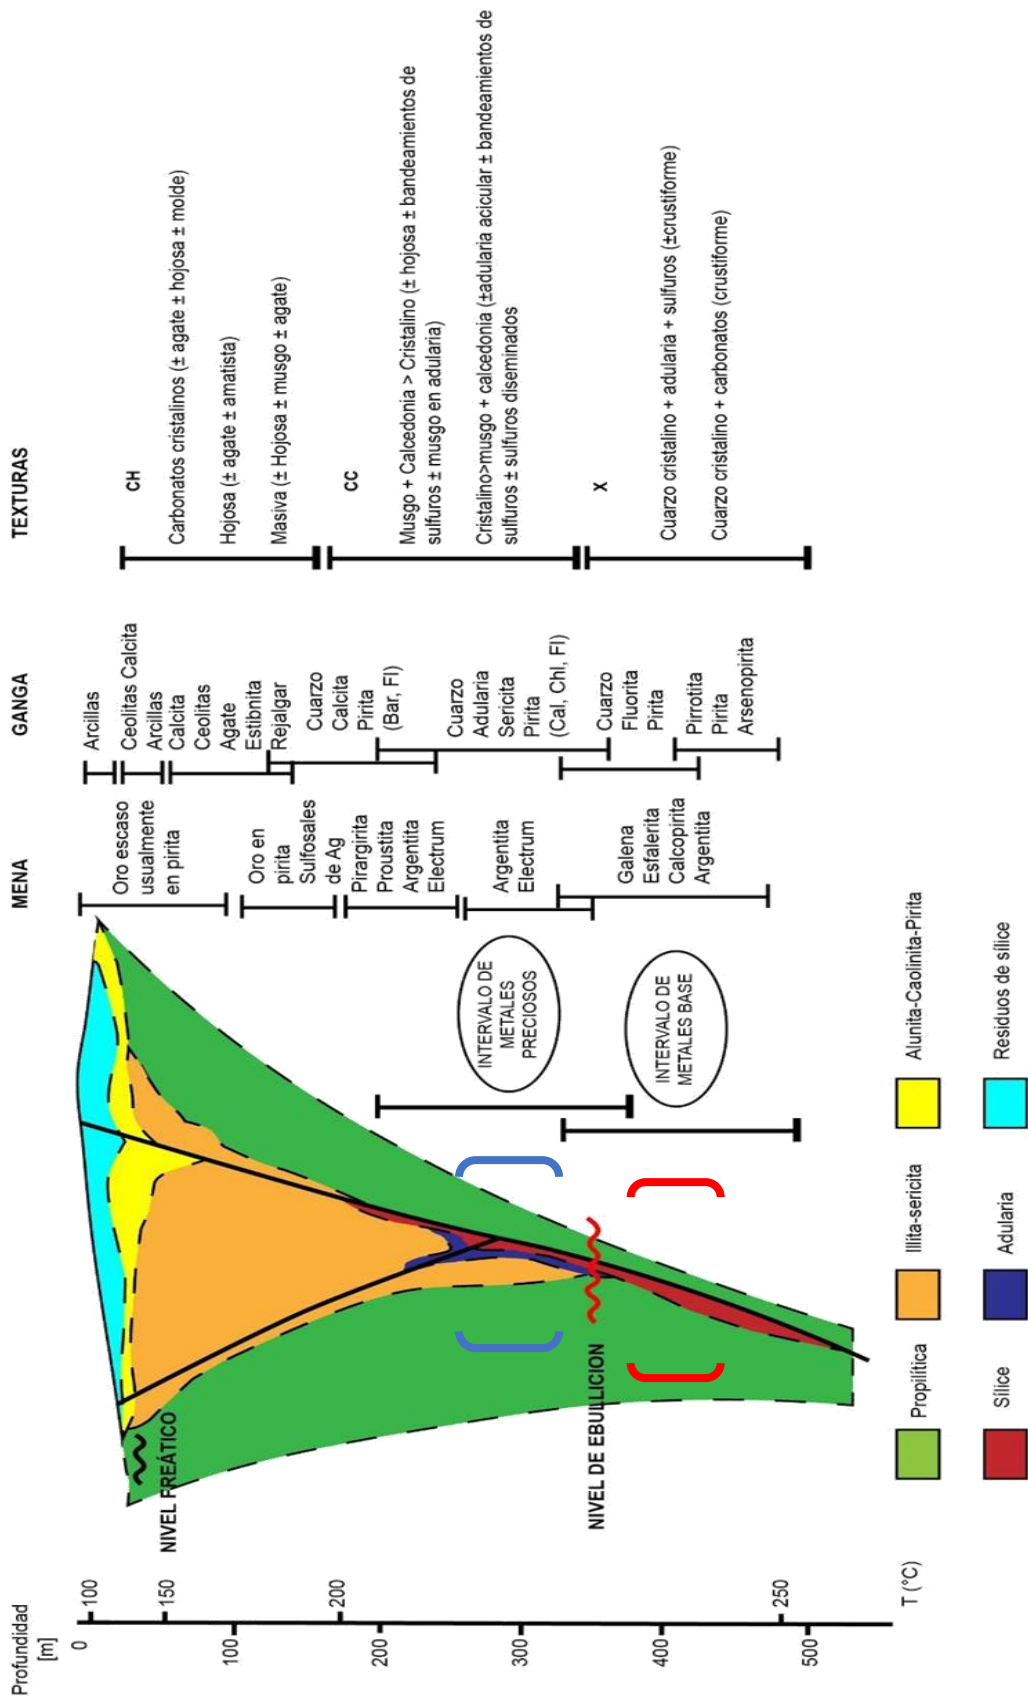 Profundidad
[m]
0
100
200
300
400
500
100
150
200
250
T (°C)
NIVEL FREÁTICO
NIVEL DE EBULLICION
INTERVALO DE
METALES
PRECIOSOS
INTERVALO DE
METALES BASE
MENA
Oro escaso
usualmente
en pirita
Oro en
pirita
Sulfosales
de Ag
Pirargirita
Proustita
Argentita
Electrum
Argentita
Electrum
Galena
Esfalerita
Calcopirita
Argentita
GANGA
Arcillas
Ceolitas Calcita
Arcillas
Calcita
Ceolitas
Agate
Estibnita
Rejalgar
Cuarzo
Calcita
Pirita
(Bar, Fl)
Cuarzo
Adularia
Sericita
Pirita
(Cal, Chl, Fl)
Cuarzo
Fluorita
Pirita
Pirrotita
Pirita
Arsenopirita
TEXTURAS
CH
Carbonatos cristalinos (± agate ± hojosa ± molde)
Hojosa (± agate ± amatista)
Masiva (± Hojosa ± musgo ± agate)
CC
Musgo + Calcedonia > Cristalino (± hojosa ± bandeamientos de
sulfuros ± musgo en adularia)
Cristalino>musgo + calcedonia (±adularia acicular ± bandeamientos de
sulfuros ± sulfuros diseminados
X
Cuarzo cristalino + adularia + sulfuros (±crustiforme)
Cuarzo cristalino + carbonatos (crustiforme)
Propilítica
Illita-sericita
Alunita-Caolinita-Pirita
Sílice
Adularia
Residuos de sílice